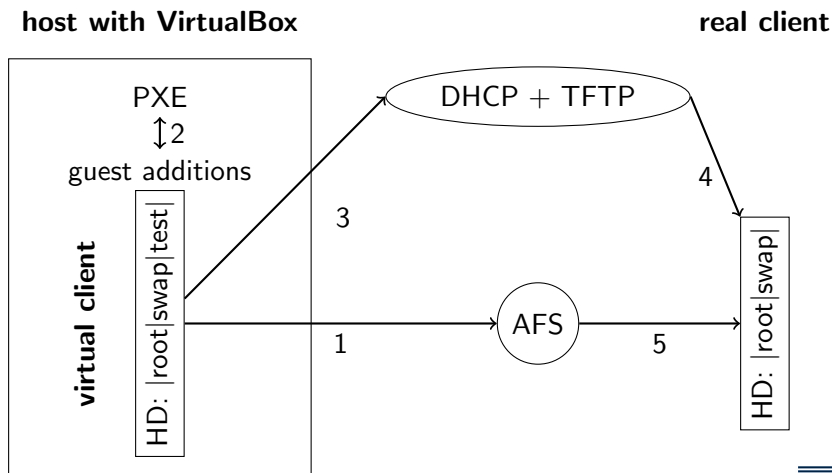 host with VirtualBox
real client
PXE
2
guest additions
virtual client
HD: |root|swap|test|
DHCP + TFTP
3
4
1
AFS
5
HD: |root|swap|